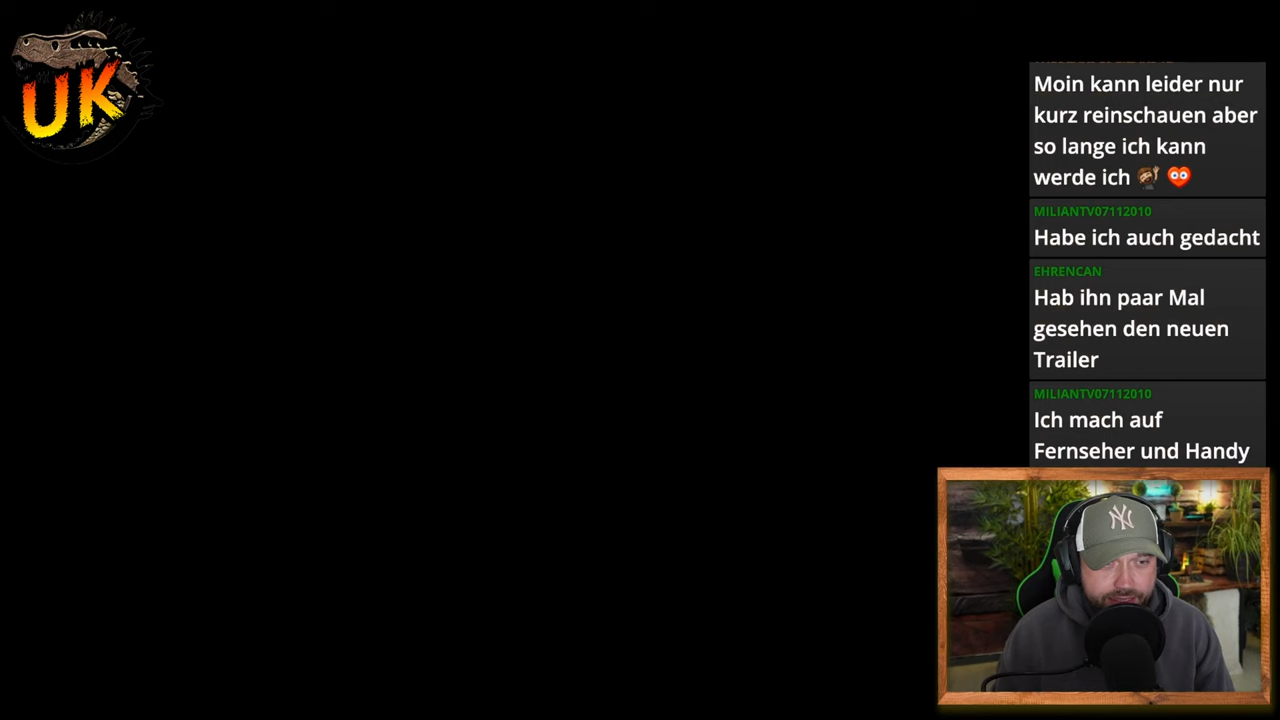 UK
Moin kann leider nur
kurz reinschauen aber
so lange ich kann
werde ich
MILIANTV07112010
Habe ich auch gedacht
EHRENCAN
Hab ihn paar Mal
gesehen den neuen
Trailer
MILIANTV07112010
Ich mach auf
Fernseher und Handy
NY